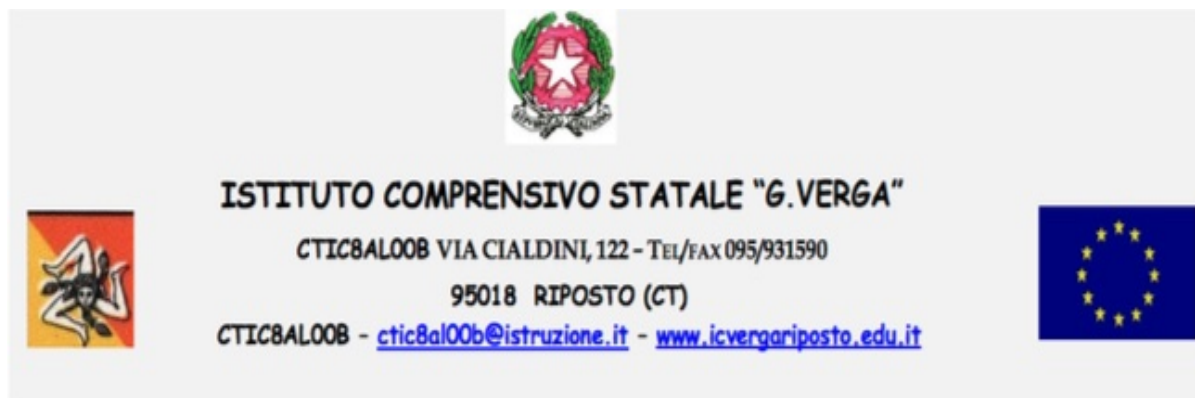 ISTITUTO COMPRENSIVO STATALE "G.VERGA"
CTIC8AL00B VIA CIALDINI, 122 - TEL/FAX 095/931590
95018 RIPOSTO (CT)
CTIC8AL00B - ctic8al00b@istruzione.it - www.icvergariposto.edu.it